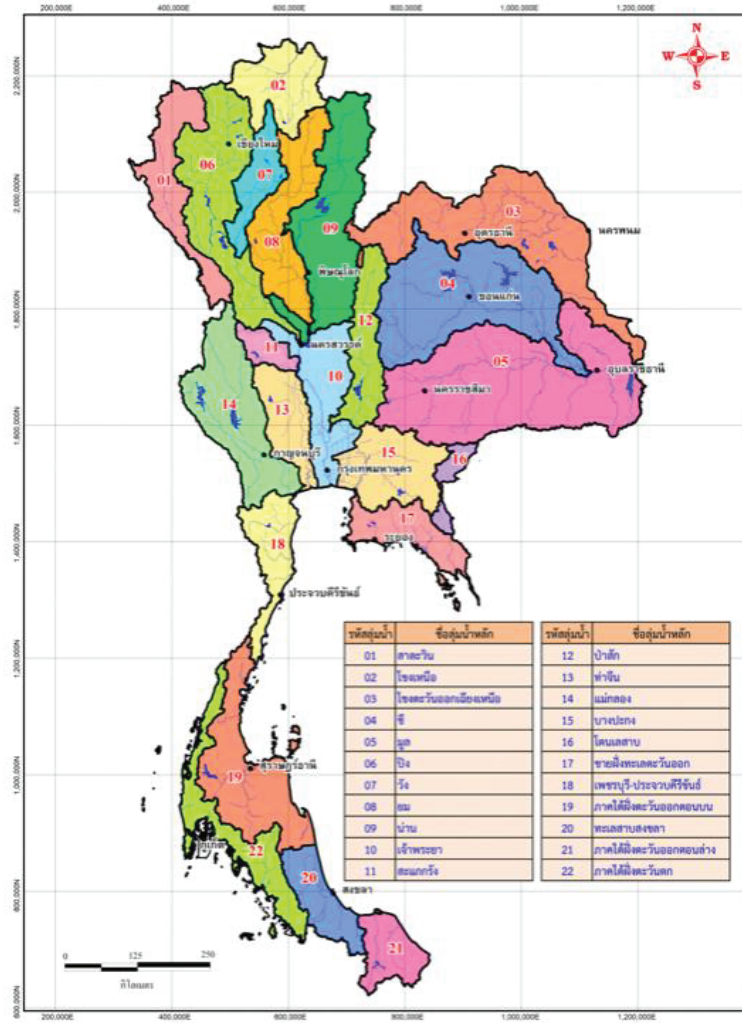 200,000E 400,000E 600,000E 800,000E 1,000,000E 1,200,000E
N
W E
S
2,200,000N
2,000,000N
1,800,000N
1,600,000N
1,400,000N
1,200,000N
1,000,000N
800,000N
600,000N
02
เชียงใหม่
06
07
01
03
09
นครพนม
อุดรธานี
08
พิษณุโลก
04
ขอนแก่น
12
นครสวรรค์
11
05
10
อุบลราชธานี
นครราชสีมา
14
13
กาญจนบุรี
15
16
กรุงเทพมหานคร
17
ระยอง
18
ประจวบคีรีขันธ์
19
สุราษฎร์ธานี
ภูเก็ต
22
20
สงขลา
21
0 125 250
กิโลเมตร
รหัสลุ่มน้ำ ชื่อลุ่มน้ำหลัก
01 สาละวิน
02 โขงเหนือ
03 โขงตะวันออกเฉียงเหนือ
04 ชี
05 มูล
06 ปิง
07 วัง
08 ยม
09 น่าน
10 เจ้าพระยา
11 สะแกกรัง
รหัสลุ่มน้ำ ชื่อลุ่มน้ำหลัก
12 ป่าสัก
13 ท่าจีน
14 แม่กลอง
15 บางปะกง
16 โตนเลสาบ
17 ชายฝั่งทะเลตะวันออก
18 เพชรบุรี-ประจวบคีรีขันธ์
19 ภาคใต้ฝั่งตะวันออกตอนบน
20 ทะเลสาบสงขลา
21 ภาคใต้ฝั่งตะวันออกตอนล่าง
22 ภาคใต้ฝั่งตะวันตก
200,000E 400,000E 600,000E 800,000E 1,000,000E 1,200,000E